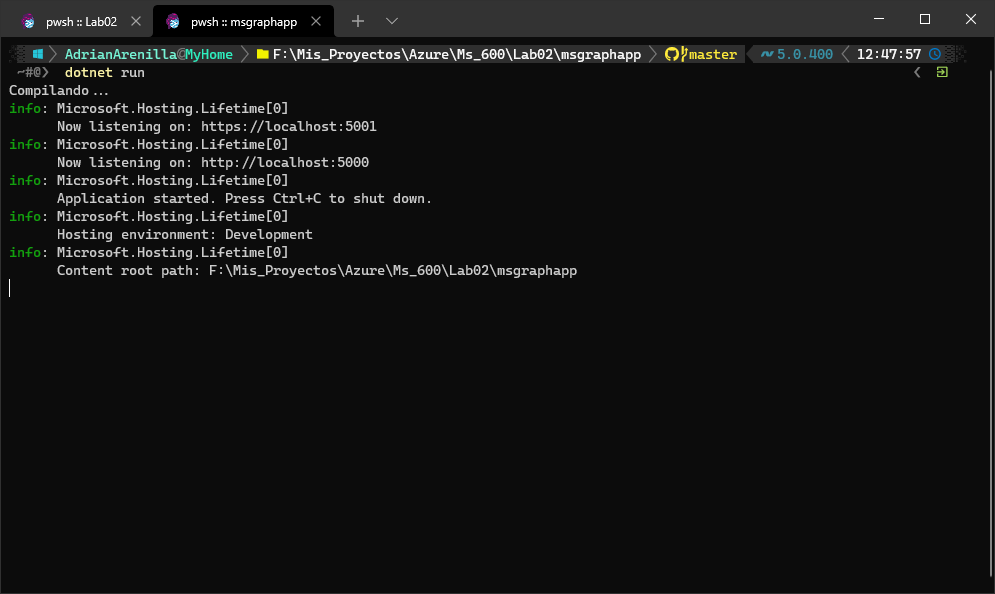 pwsh :: Lab02
pwsh :: msgraphapp
AdrianArenilla@MyHome F:\Mis_Proyectos\Azure\Ms_600\Lab02\msgraphapp master 5.0.400 12:47:57
~#@❯ dotnet run
Compilando...
info: Microsoft.Hosting.Lifetime[0]
Now listening on: https://localhost:5001
info: Microsoft.Hosting.Lifetime[0]
Now listening on: http://localhost:5000
info: Microsoft.Hosting.Lifetime[0]
Application started. Press Ctrl+C to shut down.
info: Microsoft.Hosting.Lifetime[0]
Hosting environment: Development
info: Microsoft.Hosting.Lifetime[0]
Content root path: F:\Mis_Proyectos\Azure\Ms_600\Lab02\msgraphapp